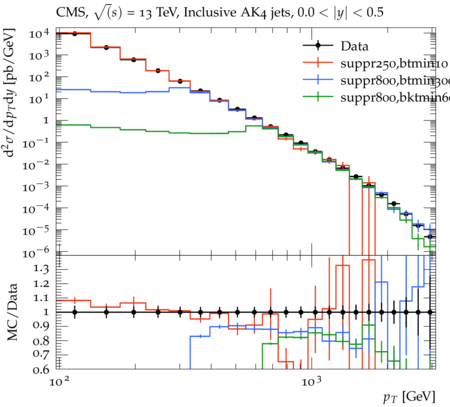 CMS, √(s) = 13 TeV, Inclusive AK4 jets, 0.0 < |y| < 0.5
d²σ/dp_T dy [pb/GeV]
10⁴
10³
10²
10¹
1
10⁻¹
10⁻²
10⁻³
10⁻⁴
10⁻⁵
10⁻⁶
Data
suppr250,btmin10
suppr800,btmin300
suppr800,bktmin60
MC/Data
1.3
1.2
1.1
1
0.9
0.8
0.7
0.6
10²
10³
p_T [GeV]